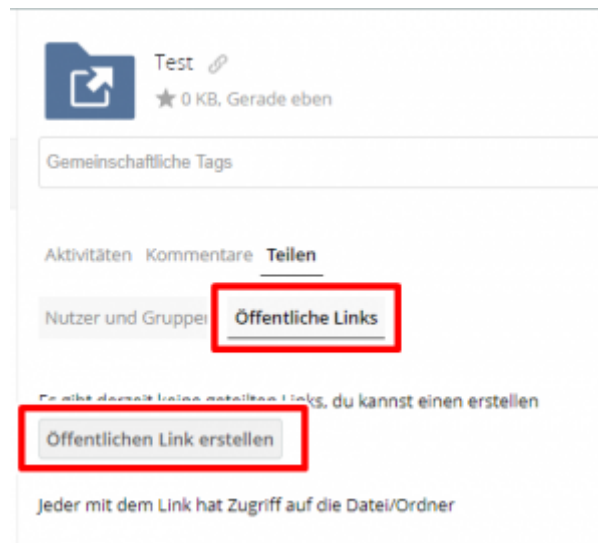 Test
0 KB, Gerade eben
Gemeinschaftliche Tags
Aktivitäten Kommentare Teilen
Nutzer und Gruppen Öffentliche Links
Es gibt derzeit keine geteilten Links, du kannst einen erstellen
Öffentlichen Link erstellen
Jeder mit dem Link hat Zugriff auf die Datei/Ordner